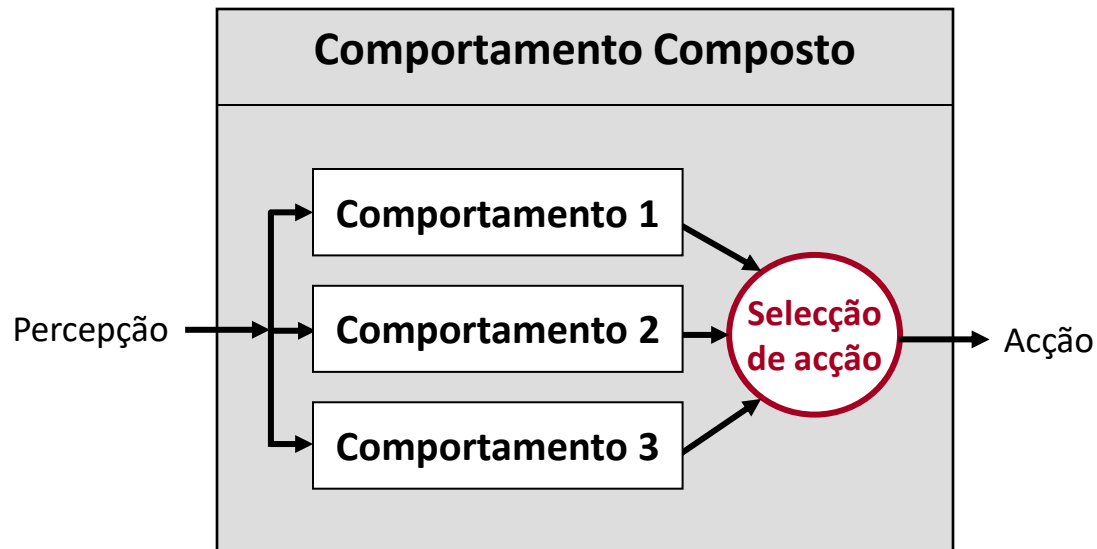 Comportamento Composto
Comportamento 1
Percepção
Comportamento 2
Selecção
de acção
Acção
Comportamento 3